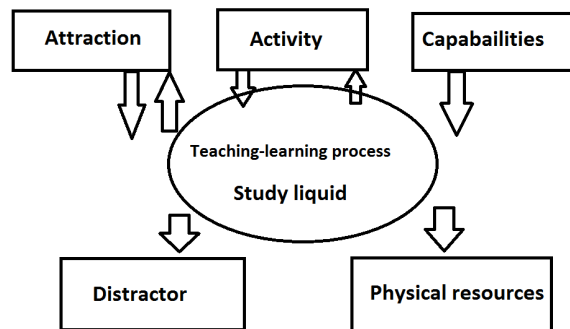 Attraction
Activity
Capabailities
Teaching-learning process
Study liquid
Distractor
Physical resources